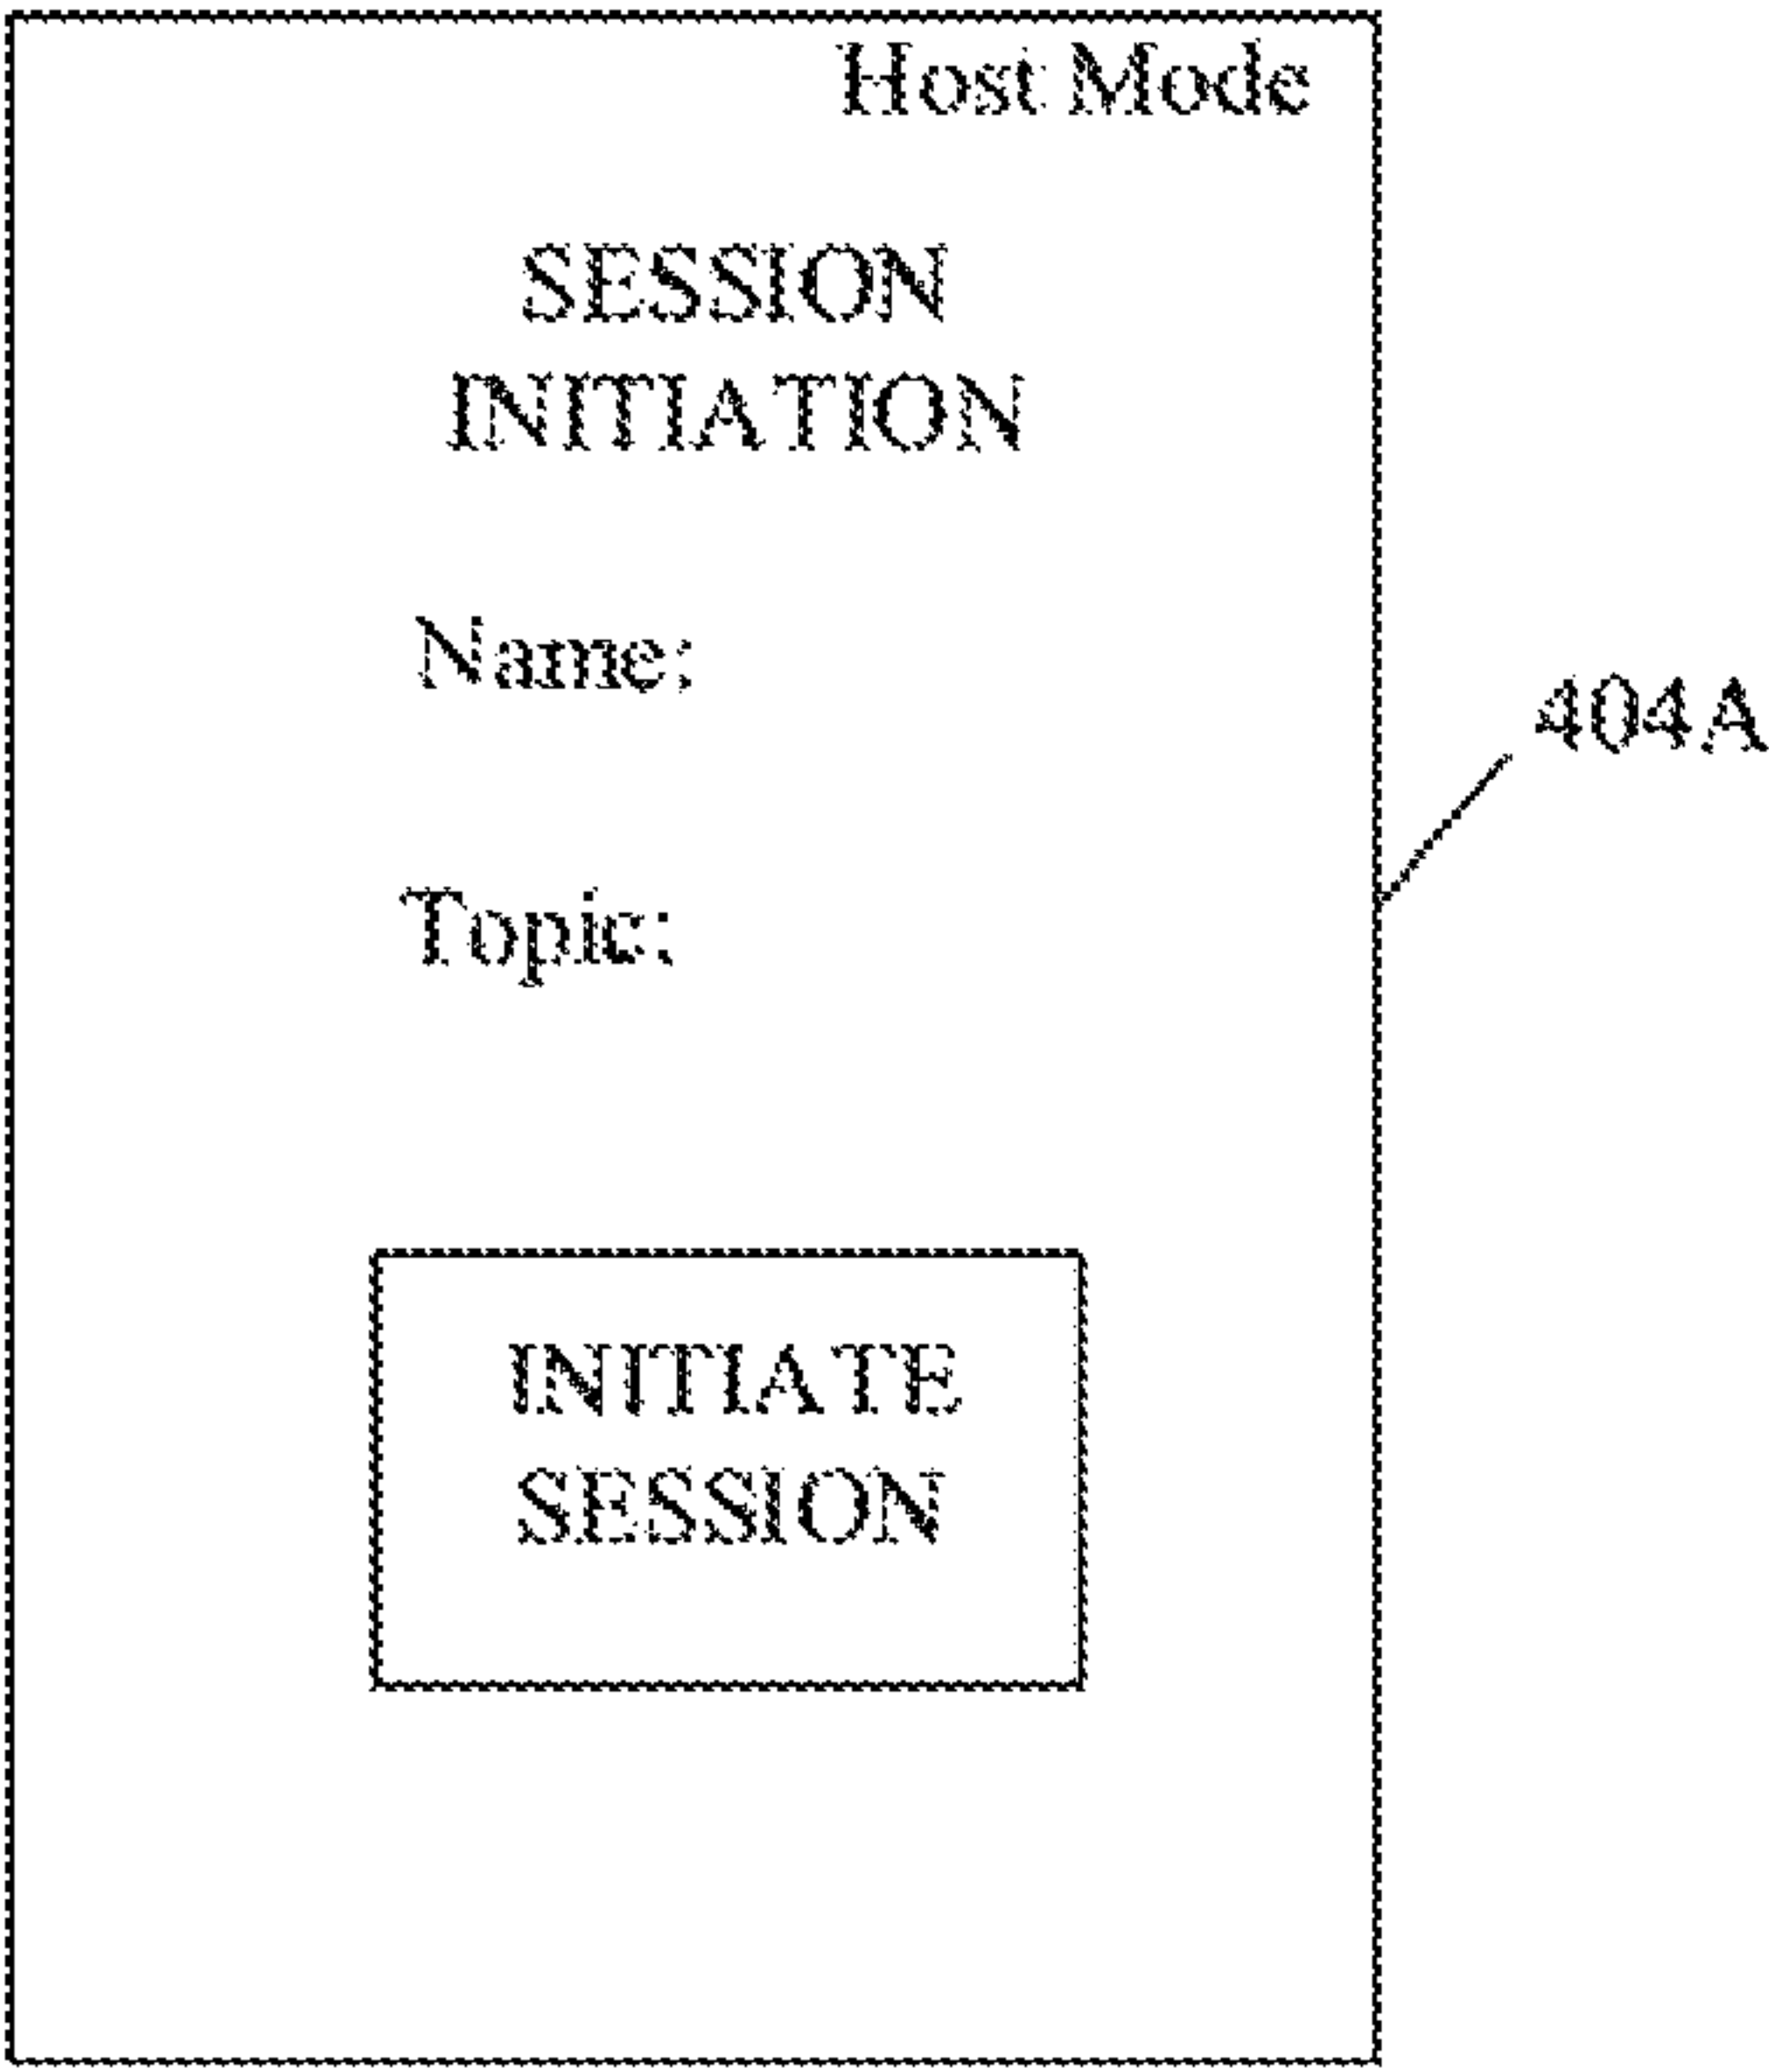 Host Mode
SESSION
INITIATION
Name:
404A
Topic:
INITIATE
SESSION